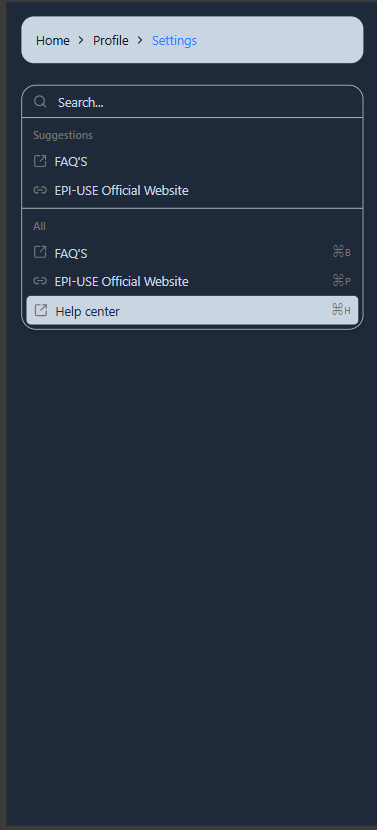 Home > Profile > Settings
Search...
Suggestions
FAQ'S
EPI-USE Official Website
All
FAQ'S ⌘B
EPI-USE Official Website ⌘P
Help center ⌘H